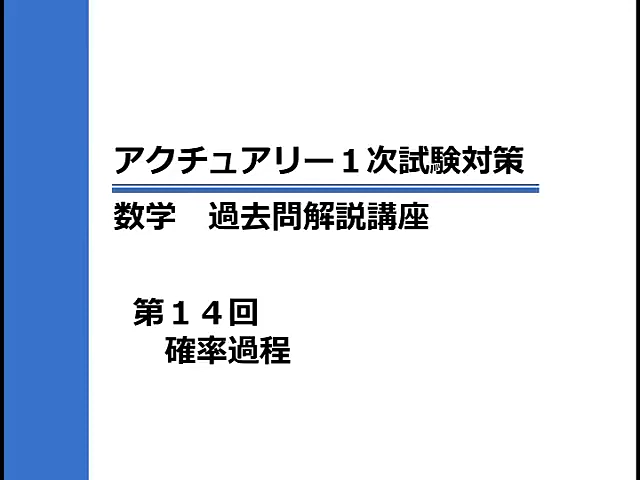 アクチュアリー１次試験対策
数学　過去問解説講座
第１４回
確率過程